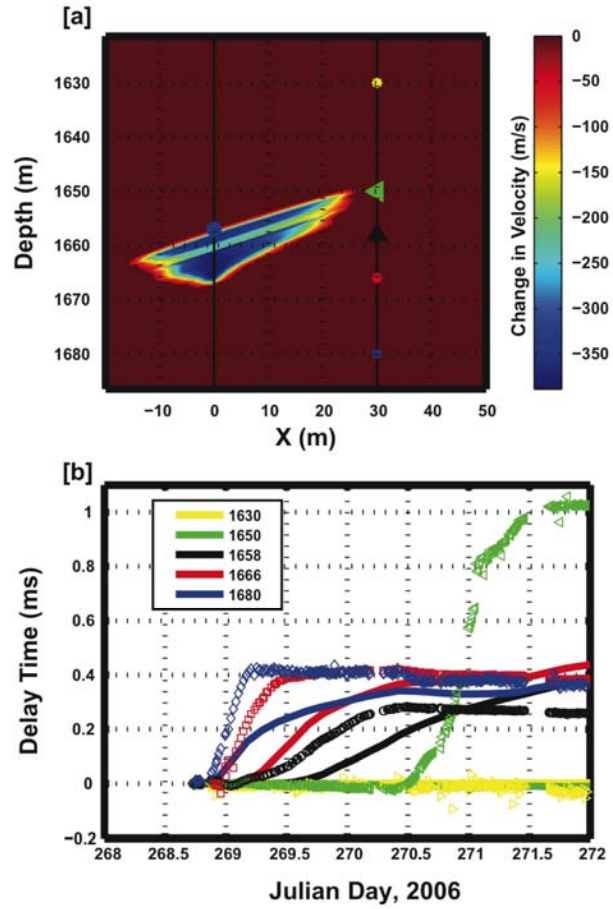 [a]
1630
1640
1650
1660
1670
1680
Depth (m)
−10 0 10 20 30 40 50
X (m)
0
−50
−100
−150
−200
−250
−300
−350
Change in Velocity (m/s)
[b]
1
0.8
0.6
0.4
0.2
0
−0.2
Delay Time (ms)
1630
1650
1658
1666
1680
268 268.5 269 269.5 270 270.5 271 271.5 272
Julian Day, 2006